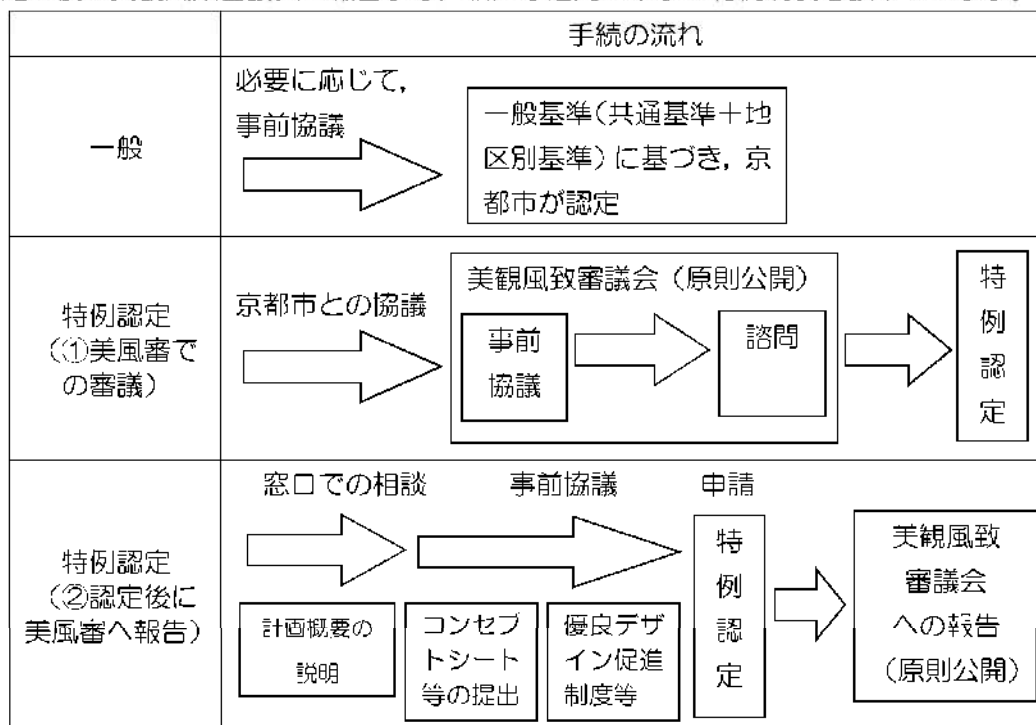 手続の流れ
一般
必要に応じて，
事前協議
一般基準（共通基準＋地
区別基準）に基づき，京
都市が認定
特例認定
（①美風審で
の審議）
京都市との協議
美観風致審議会（原則公開）
事前
協議
諮問
特
例
認
定
特例認定
（②認定後に
美風審へ報告）
窓口での相談
事前協議
申請
計画概要の
説明
コンセプ
トシート
等の提出
優良デザ
イン促進
制度等
特
例
認
定
美観風致
審議会
への報告
（原則公開）